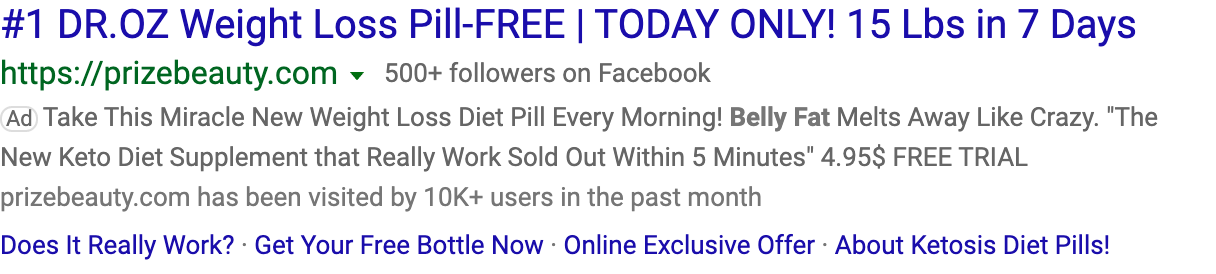 #1 DR.OZ Weight Loss Pill-FREE | TODAY ONLY! 15 Lbs in 7 Days
https://prizebeauty.com ▼ 500+ followers on Facebook
Ad Take This Miracle New Weight Loss Diet Pill Every Morning! Belly Fat Melts Away Like Crazy. "The
New Keto Diet Supplement that Really Work Sold Out Within 5 Minutes" 4.95$ FREE TRIAL
prizebeauty.com has been visited by 10K+ users in the past month
Does It Really Work? · Get Your Free Bottle Now · Online Exclusive Offer · About Ketosis Diet Pills!